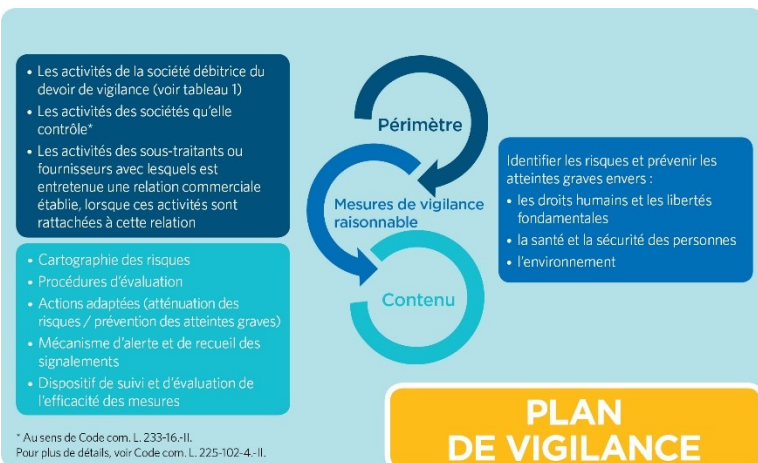 • Les activités de la société débitrice du
devoir de vigilance (voir tableau 1)
• Les activités des sociétés qu'elle
contrôle*
• Les activités des sous-traitants ou
fournisseurs avec lesquels est
entretenue une relation commerciale
établie, lorsque ces activités sont
rattachées à cette relation
Périmètre
Mesures de vigilance
raisonnable
Identifier les risques et prévenir les
atteintes graves envers :
• les droits humains et les libertés
fondamentales
• la santé et la sécurité des personnes
• l'environnement
• Cartographie des risques
• Procédures d'évaluation
• Actions adaptées (atténuation des
risques / prévention des atteintes graves)
• Mécanisme d'alerte et de recueil des
signalements
• Dispositif de suivi et d'évaluation de
l'efficacité des mesures
Contenu
* Au sens de Code com. L. 233-16.-II.
Pour plus de détails, voir Code com. L. 225-102-4.-II.
PLAN
DE VIGILANCE